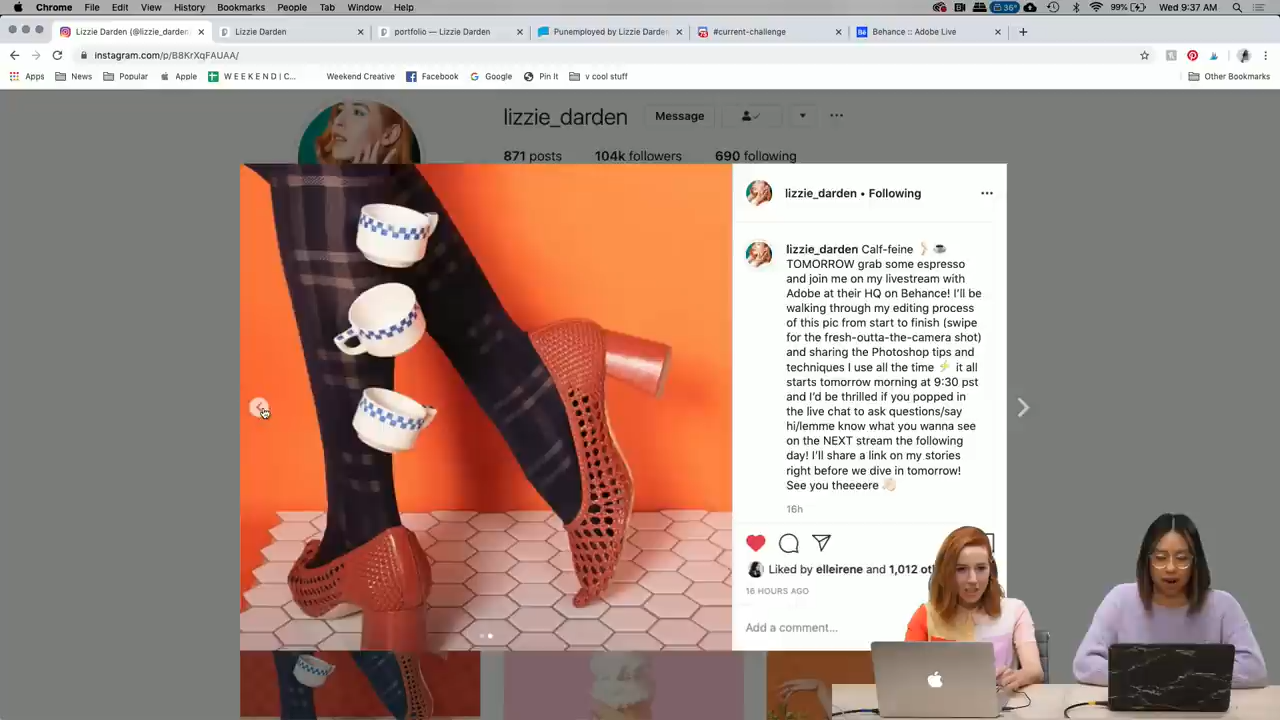 Chrome File Edit View History Bookmarks People Tab Window Help
36° 99% Wed 9:37 AM
Lizzie Darden (@lizzie_darden
Lizzie Darden
portfolio — Lizzie Darden
Punemployed by Lizzie Darden
#current-challenge
Behance :: Adobe Live
instagram.com/p/B8KrXqFAUAA/
Apps News Popular Apple W E E K E N D | C... Weekend Creative Facebook Google Pin It v cool stuff Other Bookmarks
lizzie_darden Message
871 posts 104k followers 690 following
lizzie_darden • Following
lizzie_darden Calf-feine 🦵🏻 ☕
TOMORROW grab some espresso
and join me on my livestream with
Adobe at their HQ on Behance! I'll be
walking through my editing process
of this pic from start to finish (swipe
for the fresh-outta-the-camera shot)
and sharing the Photoshop tips and
techniques I use all the time ⚡ it all
starts tomorrow morning at 9:30 pst
and I'd be thrilled if you popped in
the live chat to ask questions/say
hi/lemme know what you wanna see
on the NEXT stream the following
day! I'll share a link on my stories
right before we dive in tomorrow!
See you theeeere 👋🏻
16h
Liked by elleirene and 1,012 ot
16 HOURS AGO
Add a comment...